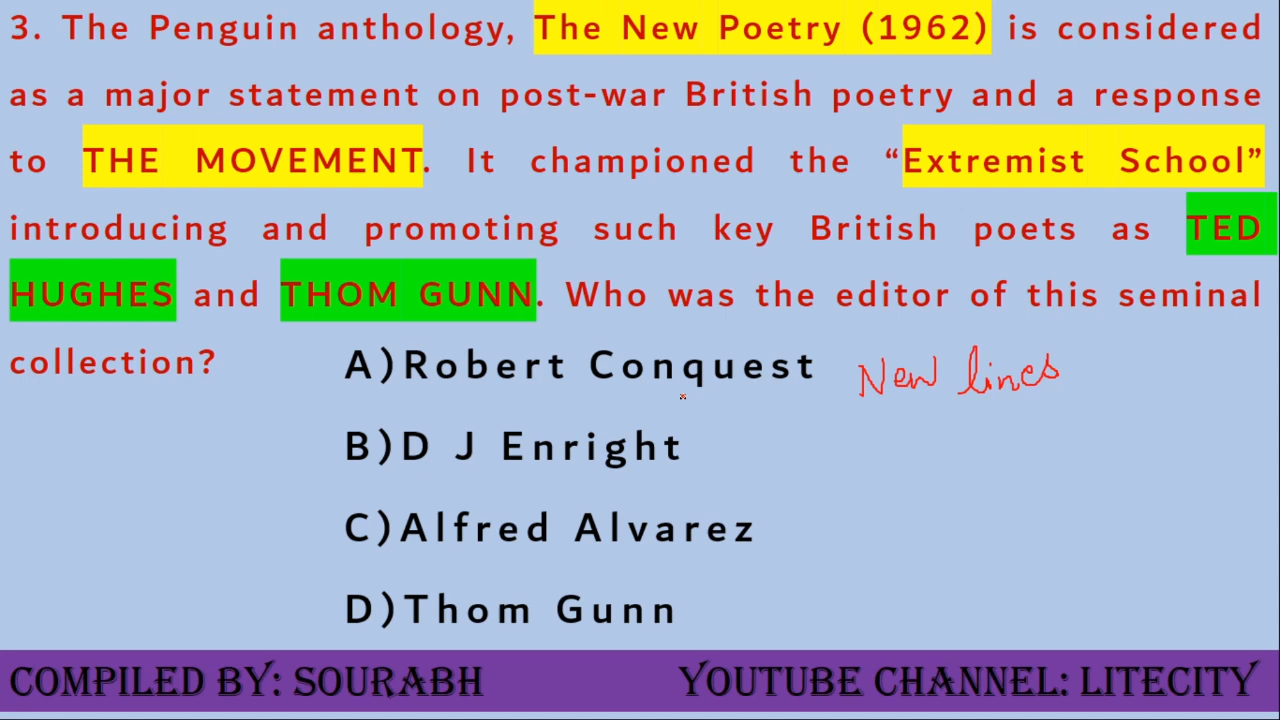 3. The Penguin anthology, The New Poetry (1962) is considered
as a major statement on post-war British poetry and a response
to THE MOVEMENT. It championed the “Extremist School”
introducing and promoting such key British poets as TED
HUGHES and THOM GUNN. Who was the editor of this seminal
collection?
A)Robert Conquest New lines
B)D J Enright
C)Alfred Alvarez
D)Thom Gunn
COMPILED BY: SOURABH
YOUTUBE CHANNEL: LITECITY